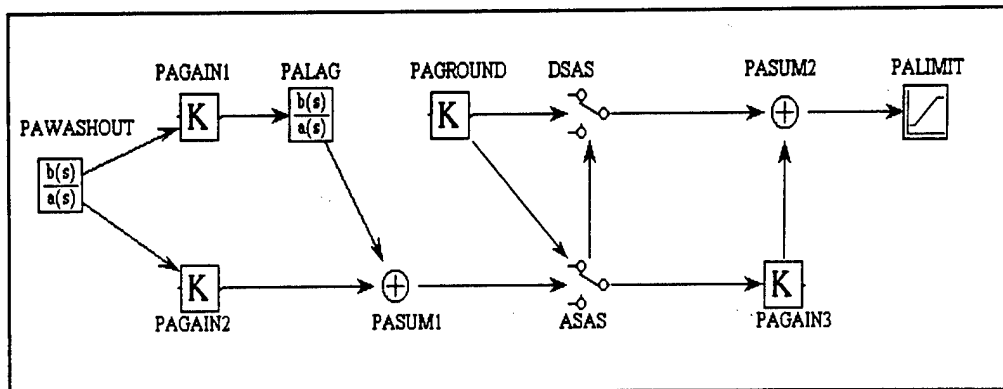 PAGAIN1
PALAG
PAGROUND
DSAS
PASUM2
PALIMIT
PAWASHOUT
K
b(s)
a(s)
K
b(s)
a(s)
K
K
PAGAIN2
PASUM1
ASAS
PAGAIN3